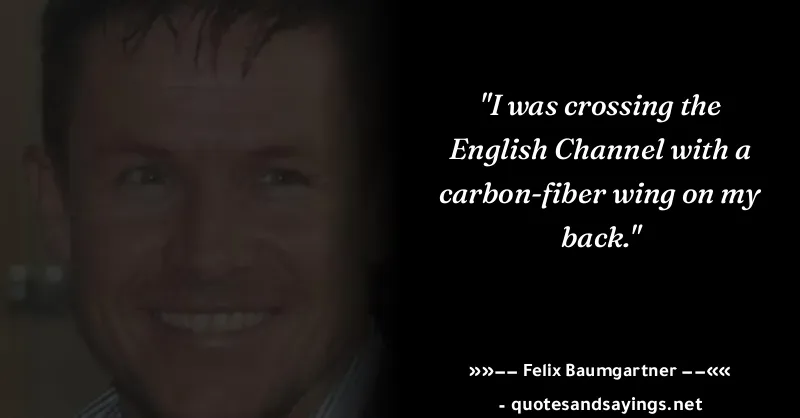 "I was crossing the
English Channel with a
carbon-fiber wing on my
back."
»»−− Felix Baumgartner −−««
- quotesandsayings.net